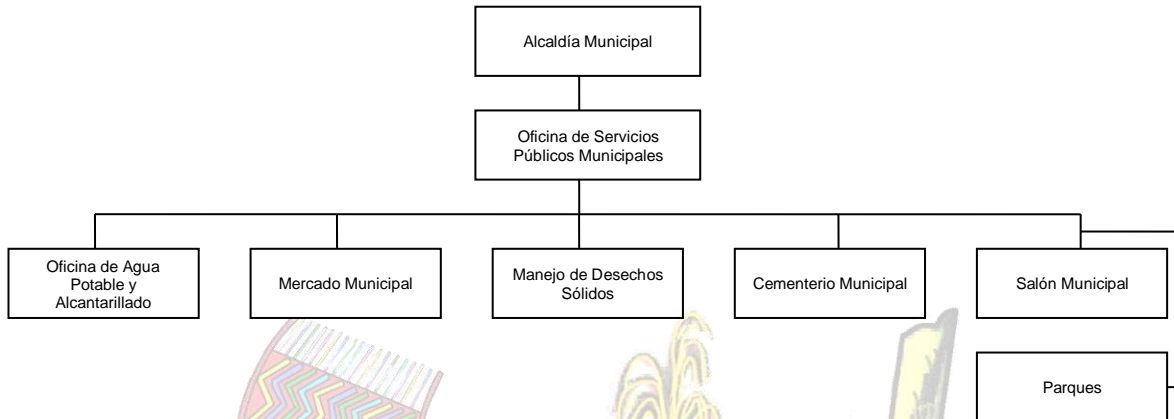 Alcaldía Municipal
Oficina de Servicios
Públicos Municipales
Oficina de Agua
Potable y
Alcantarillado
Mercado Municipal
Manejo de Desechos
Sólidos
Cementerio Municipal
Salón Municipal
Parques